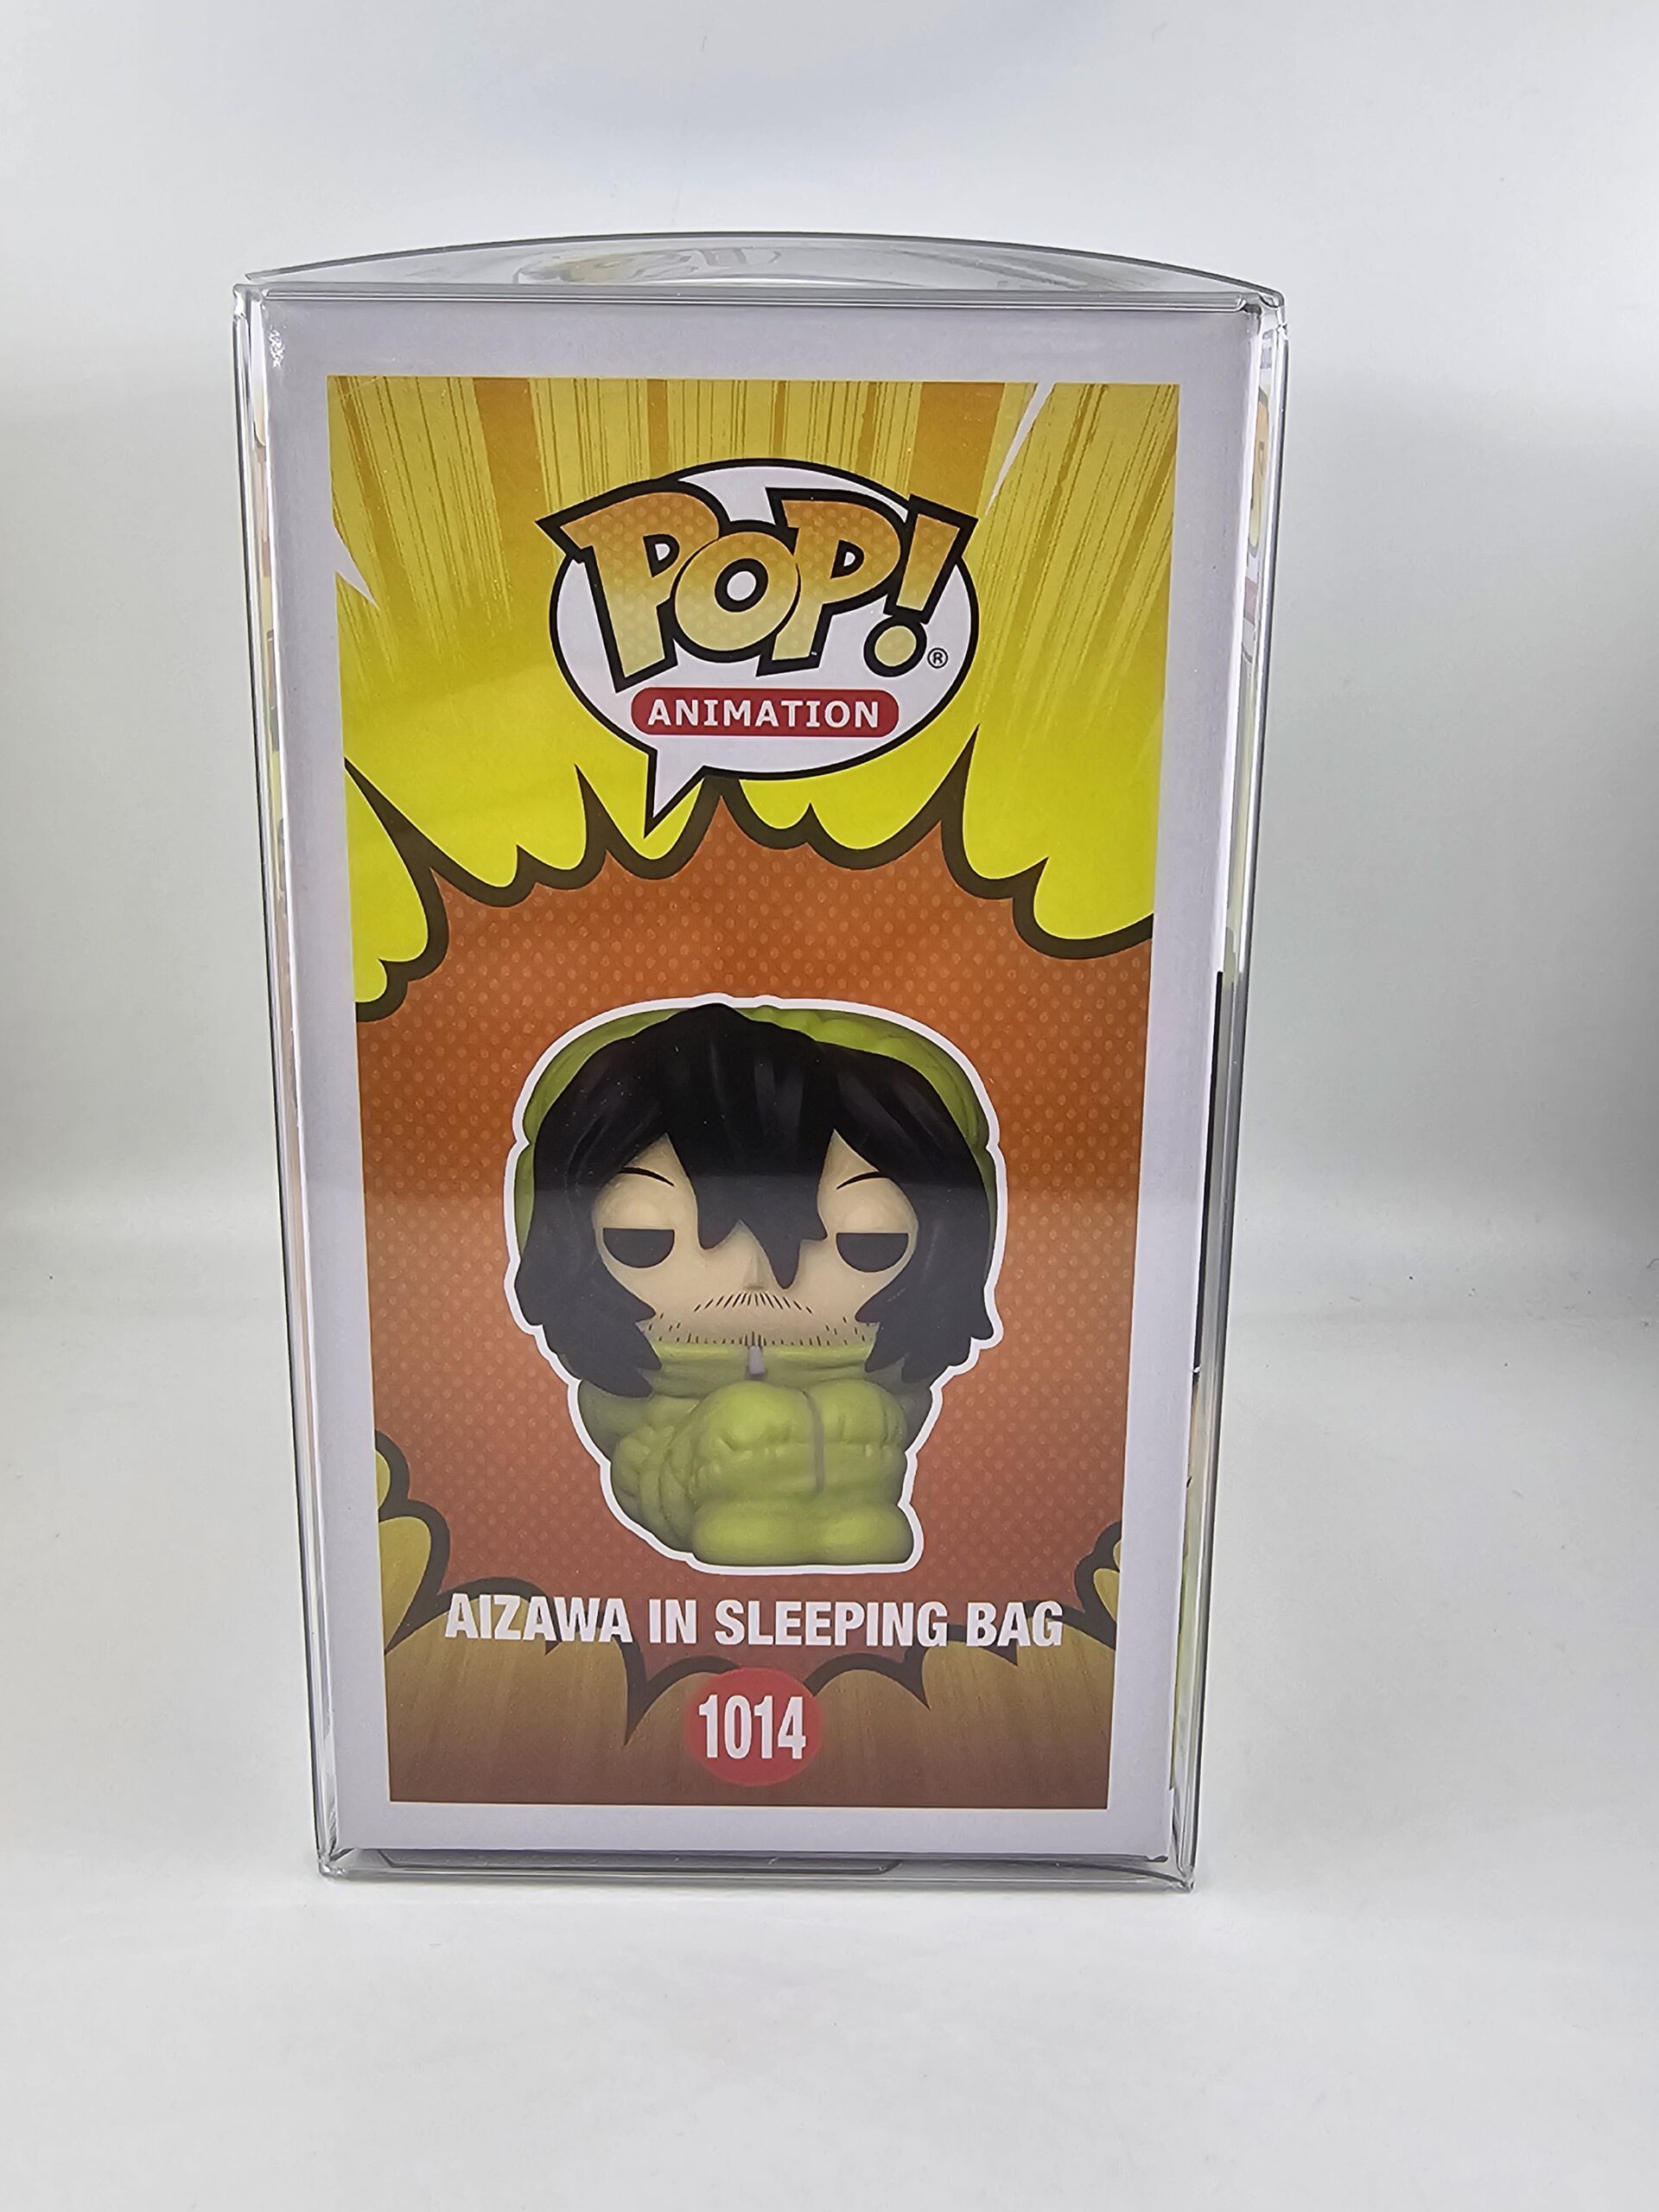 POP!®
ANIMATION
AIZAWA IN SLEEPING BAG
1014